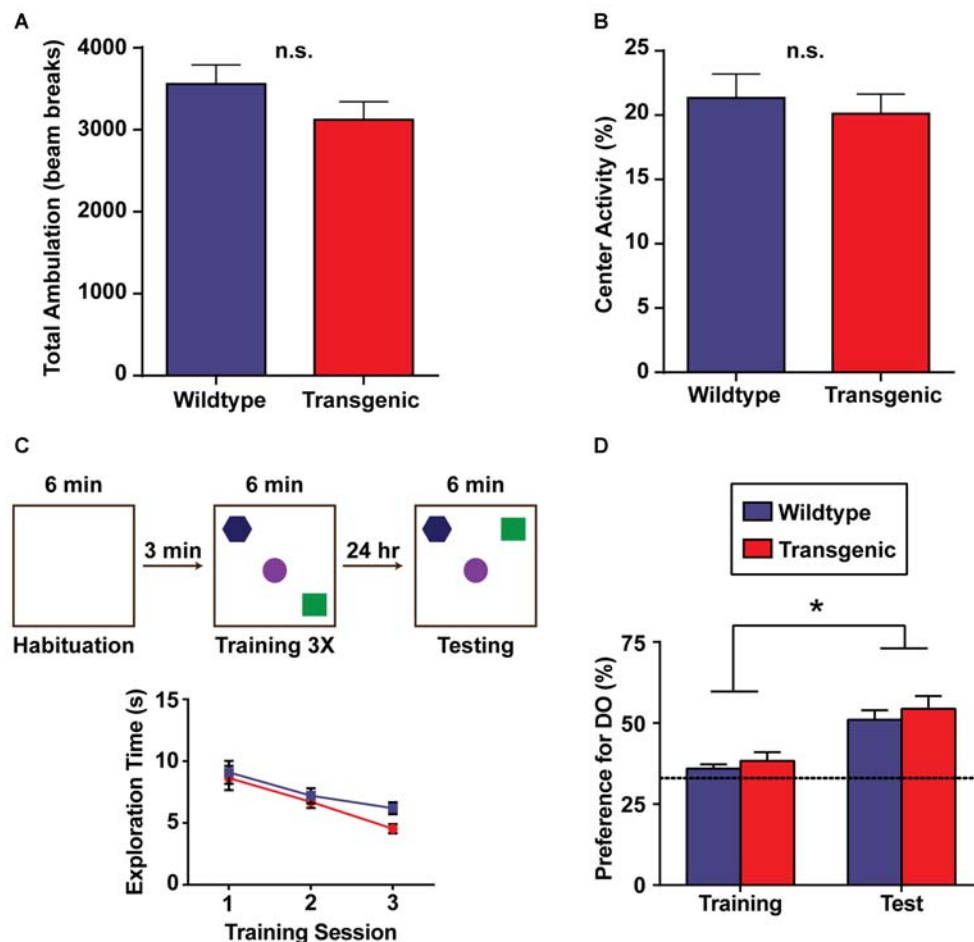 A
Total Ambulation (beam breaks)
4000
3000
2000
1000
0
n.s.
Wildtype
Transgenic
B
Center Activity (%)
25
20
15
10
5
0
n.s.
Wildtype
Transgenic
C
6 min
6 min
6 min
3 min
24 hr
Habituation
Training 3X
Testing
Exploration Time (s)
15
10
5
0
1
2
3
Training Session
D
Wildtype
Transgenic
*
Preference for DO (%)
75
50
25
0
Training
Test